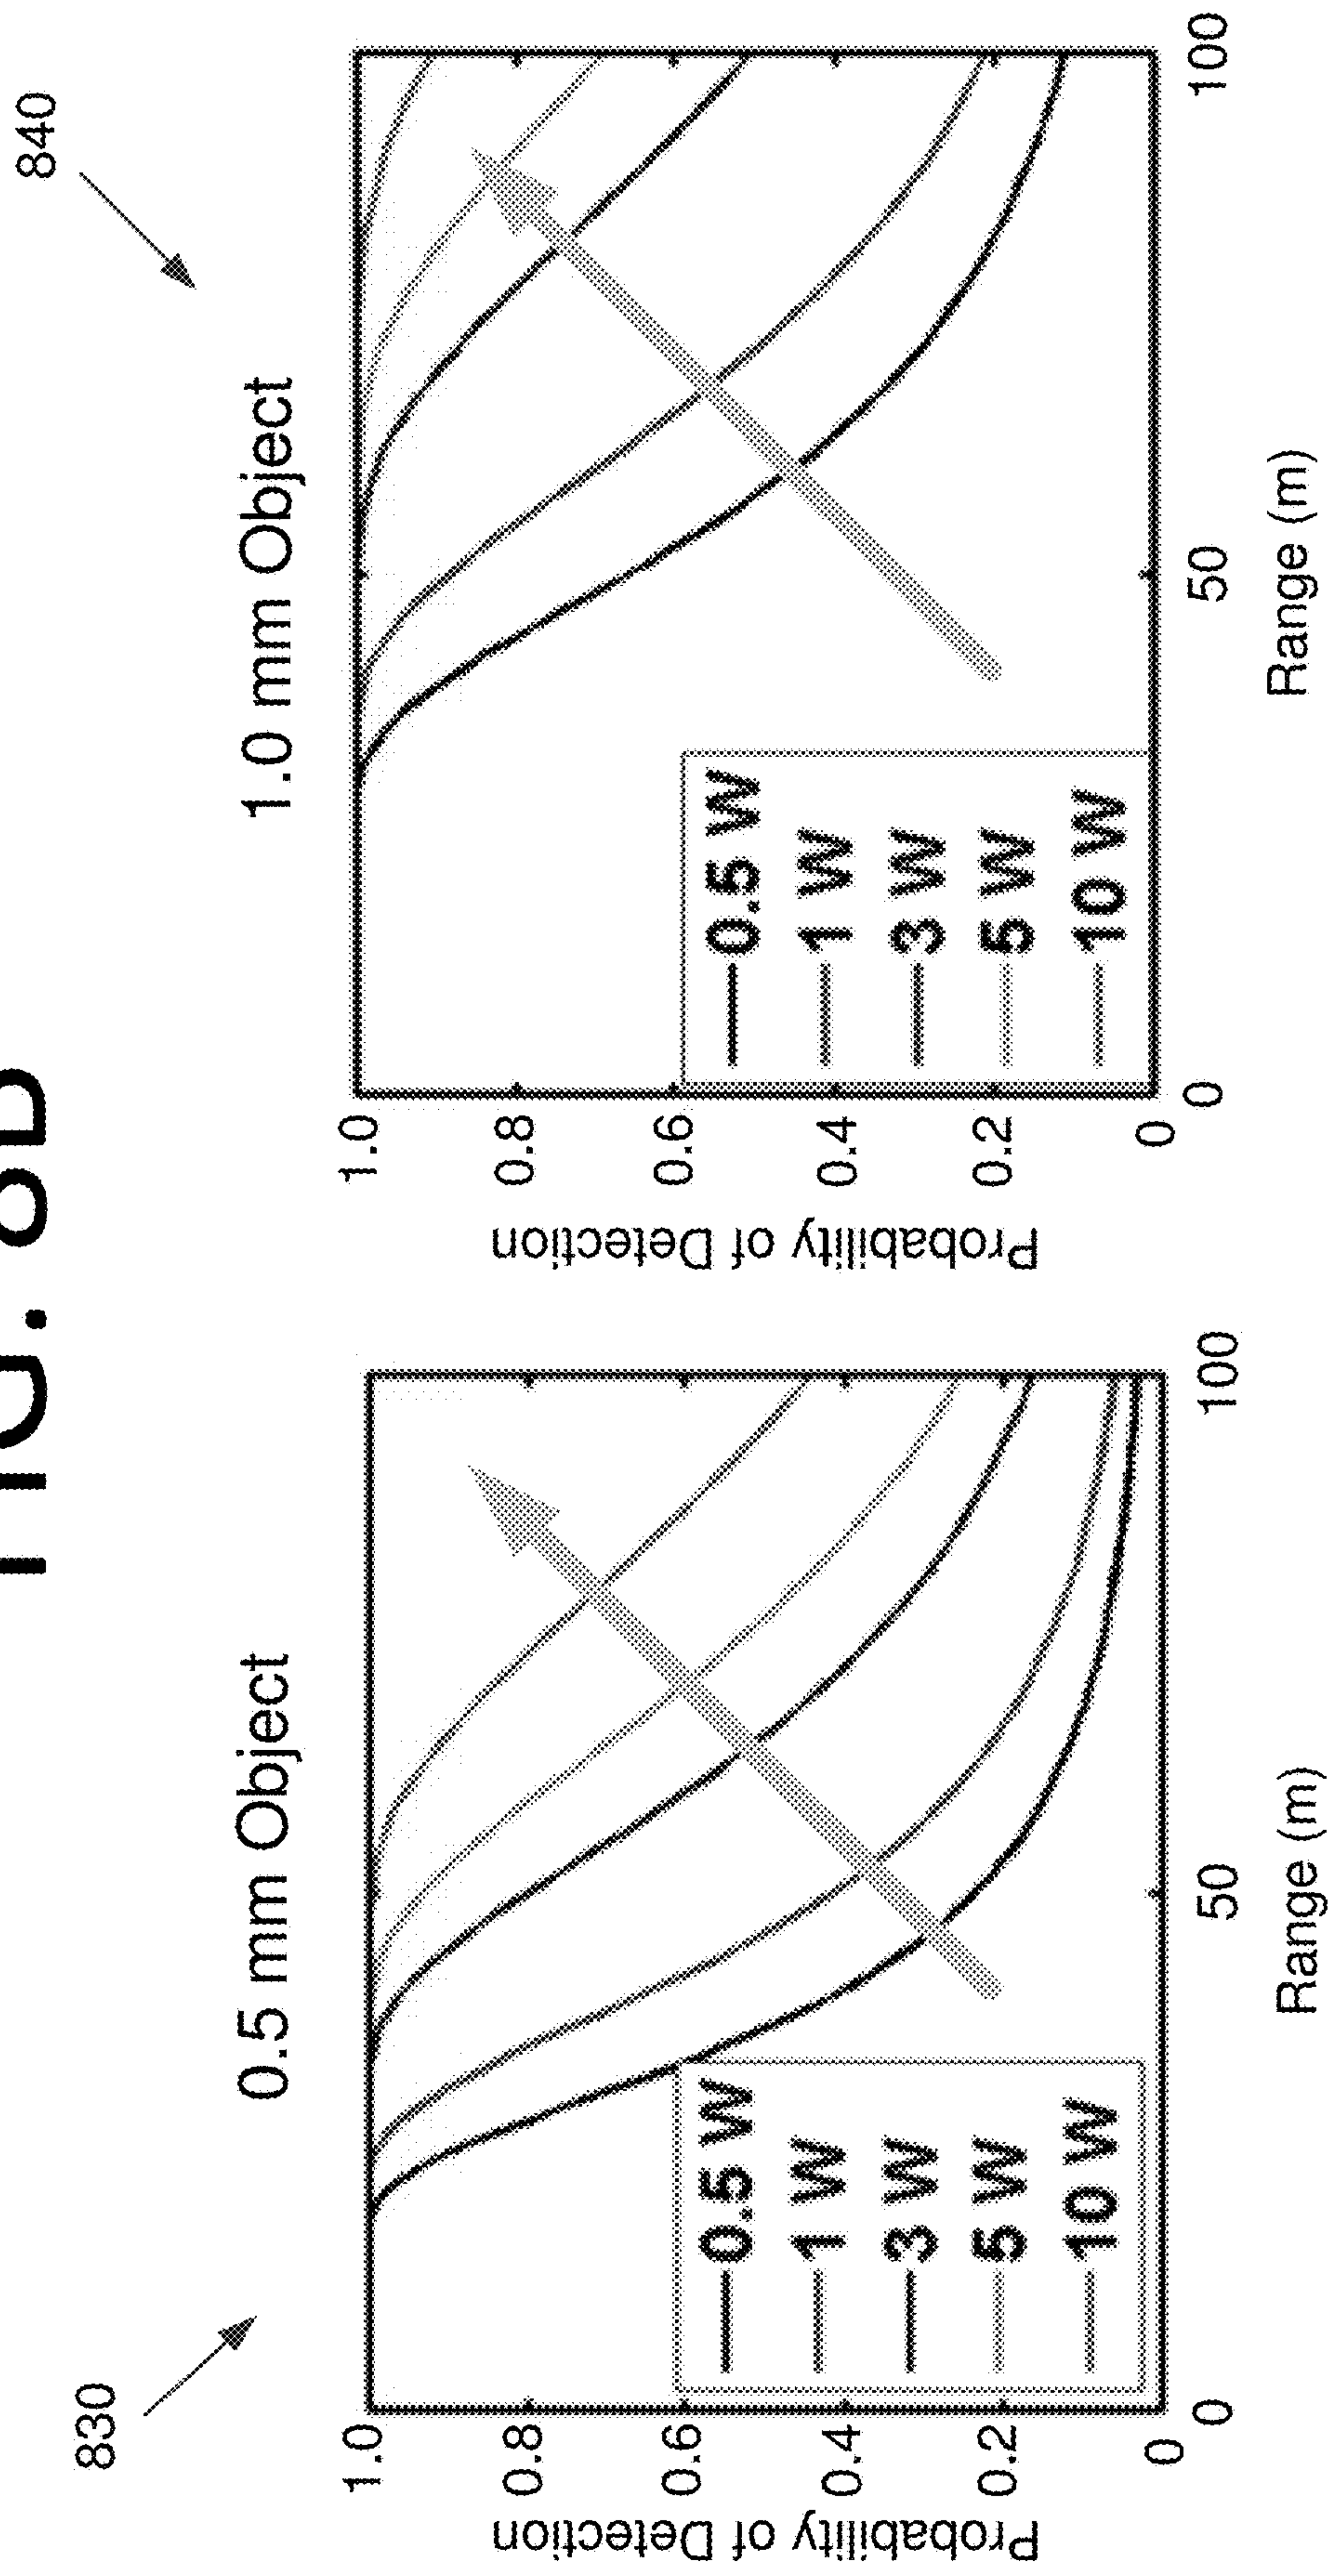 FIG.
830
0.5 mm Object
Probability of Detection
1.0
0.8
0.6
0.4
0.2
0
0.5 W
1 W
3 W
5 W
10 W
0
50
100
Range (m)
840
1.0 mm Object
Probability of Detection
1.0
0.8
0.6
0.4
0.2
0
0.5 W
1 W
3 W
5 W
10 W
0
50
100
Range (m)